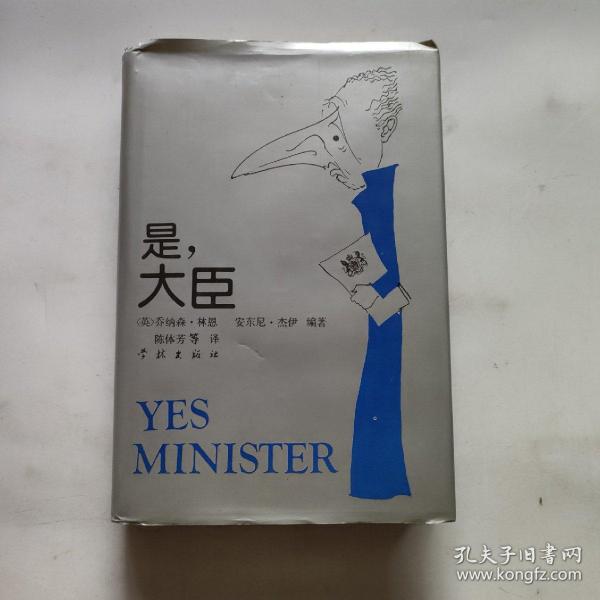 是，
大臣
〈英〉乔纳森·林恩 安东尼·杰伊 编著
陈体芳等 译
学林出版社
YES
MINISTER
孔夫子旧书网
www.kongfz.com